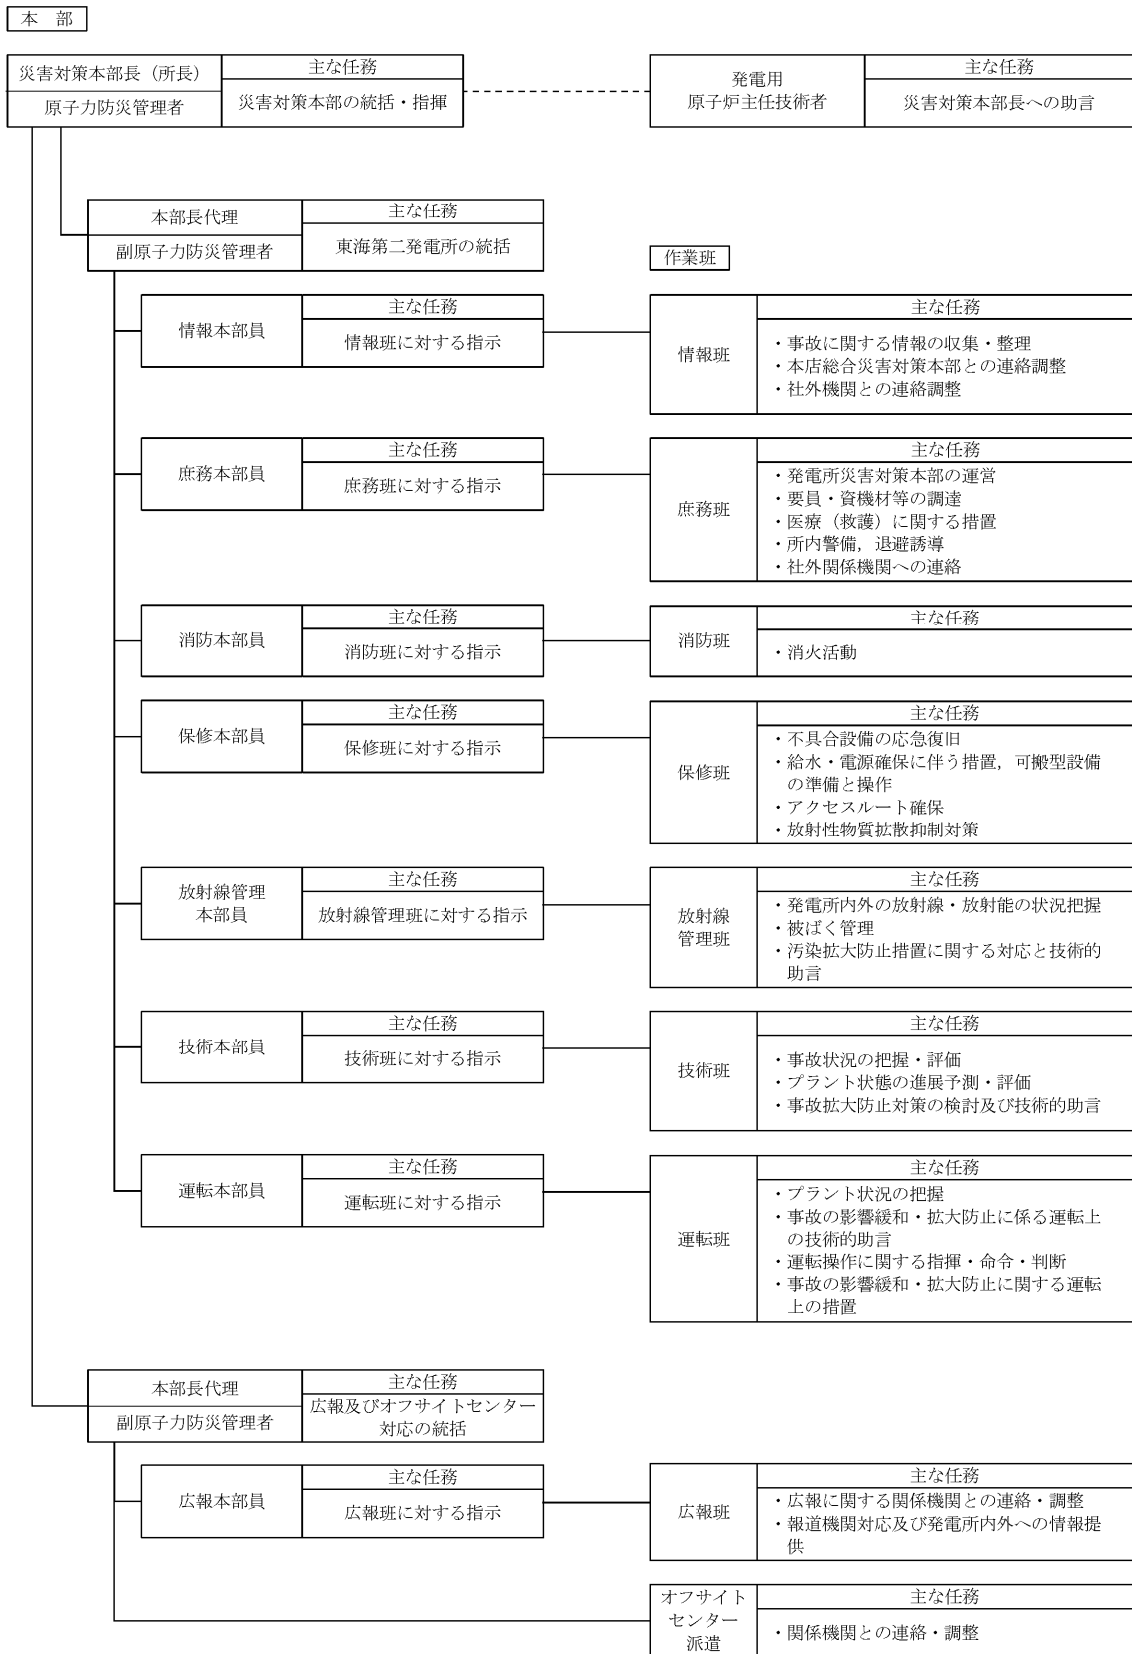 本 部
災害対策本部長（所長）
原子力防災管理者
主な任務
災害対策本部の統括・指揮
発電用
原子炉主任技術者
主な任務
災害対策本部長への助言
本部長代理
副原子力防災管理者
主な任務
東海第二発電所の統括
作業班
情報本部員
主な任務
情報班に対する指示
情報班
主な任務
・事故に関する情報の収集・整理
・本店総合災害対策本部との連絡調整
・社外機関との連絡調整
庶務本部員
主な任務
庶務班に対する指示
庶務班
主な任務
・発電所災害対策本部の運営
・要員・資機材等の調達
・医療（救護）に関する措置
・所内警備，退避誘導
・社外関係機関への連絡
消防本部員
主な任務
消防班に対する指示
消防班
主な任務
・消火活動
保修本部員
主な任務
保修班に対する指示
保修班
主な任務
・不具合設備の応急復旧
・給水・電源確保に伴う措置，可搬型設備
の準備と操作
・アクセスルート確保
・放射性物質拡散抑制対策
放射線管理
本部員
主な任務
放射線管理班に対する指示
放射線
管理班
主な任務
・発電所内外の放射線・放射能の状況把握
・被ばく管理
・汚染拡大防止措置に関する対応と技術的
助言
技術本部員
主な任務
技術班に対する指示
技術班
主な任務
・事故状況の把握・評価
・プラント状態の進展予測・評価
・事故拡大防止対策の検討及び技術的助言
運転本部員
主な任務
運転班に対する指示
運転班
主な任務
・プラント状況の把握
・事故の影響緩和・拡大防止に係る運転上
の技術的助言
・運転操作に関する指揮・命令・判断
・事故の影響緩和・拡大防止に関する運転
上の措置
本部長代理
副原子力防災管理者
主な任務
広報及びオフサイトセンター
対応の統括
広報本部員
主な任務
広報班に対する指示
広報班
主な任務
・広報に関する関係機関との連絡・調整
・報道機関対応及び発電所内外への情報提
供
オフサイト
センター
派遣
主な任務
・関係機関との連絡・調整